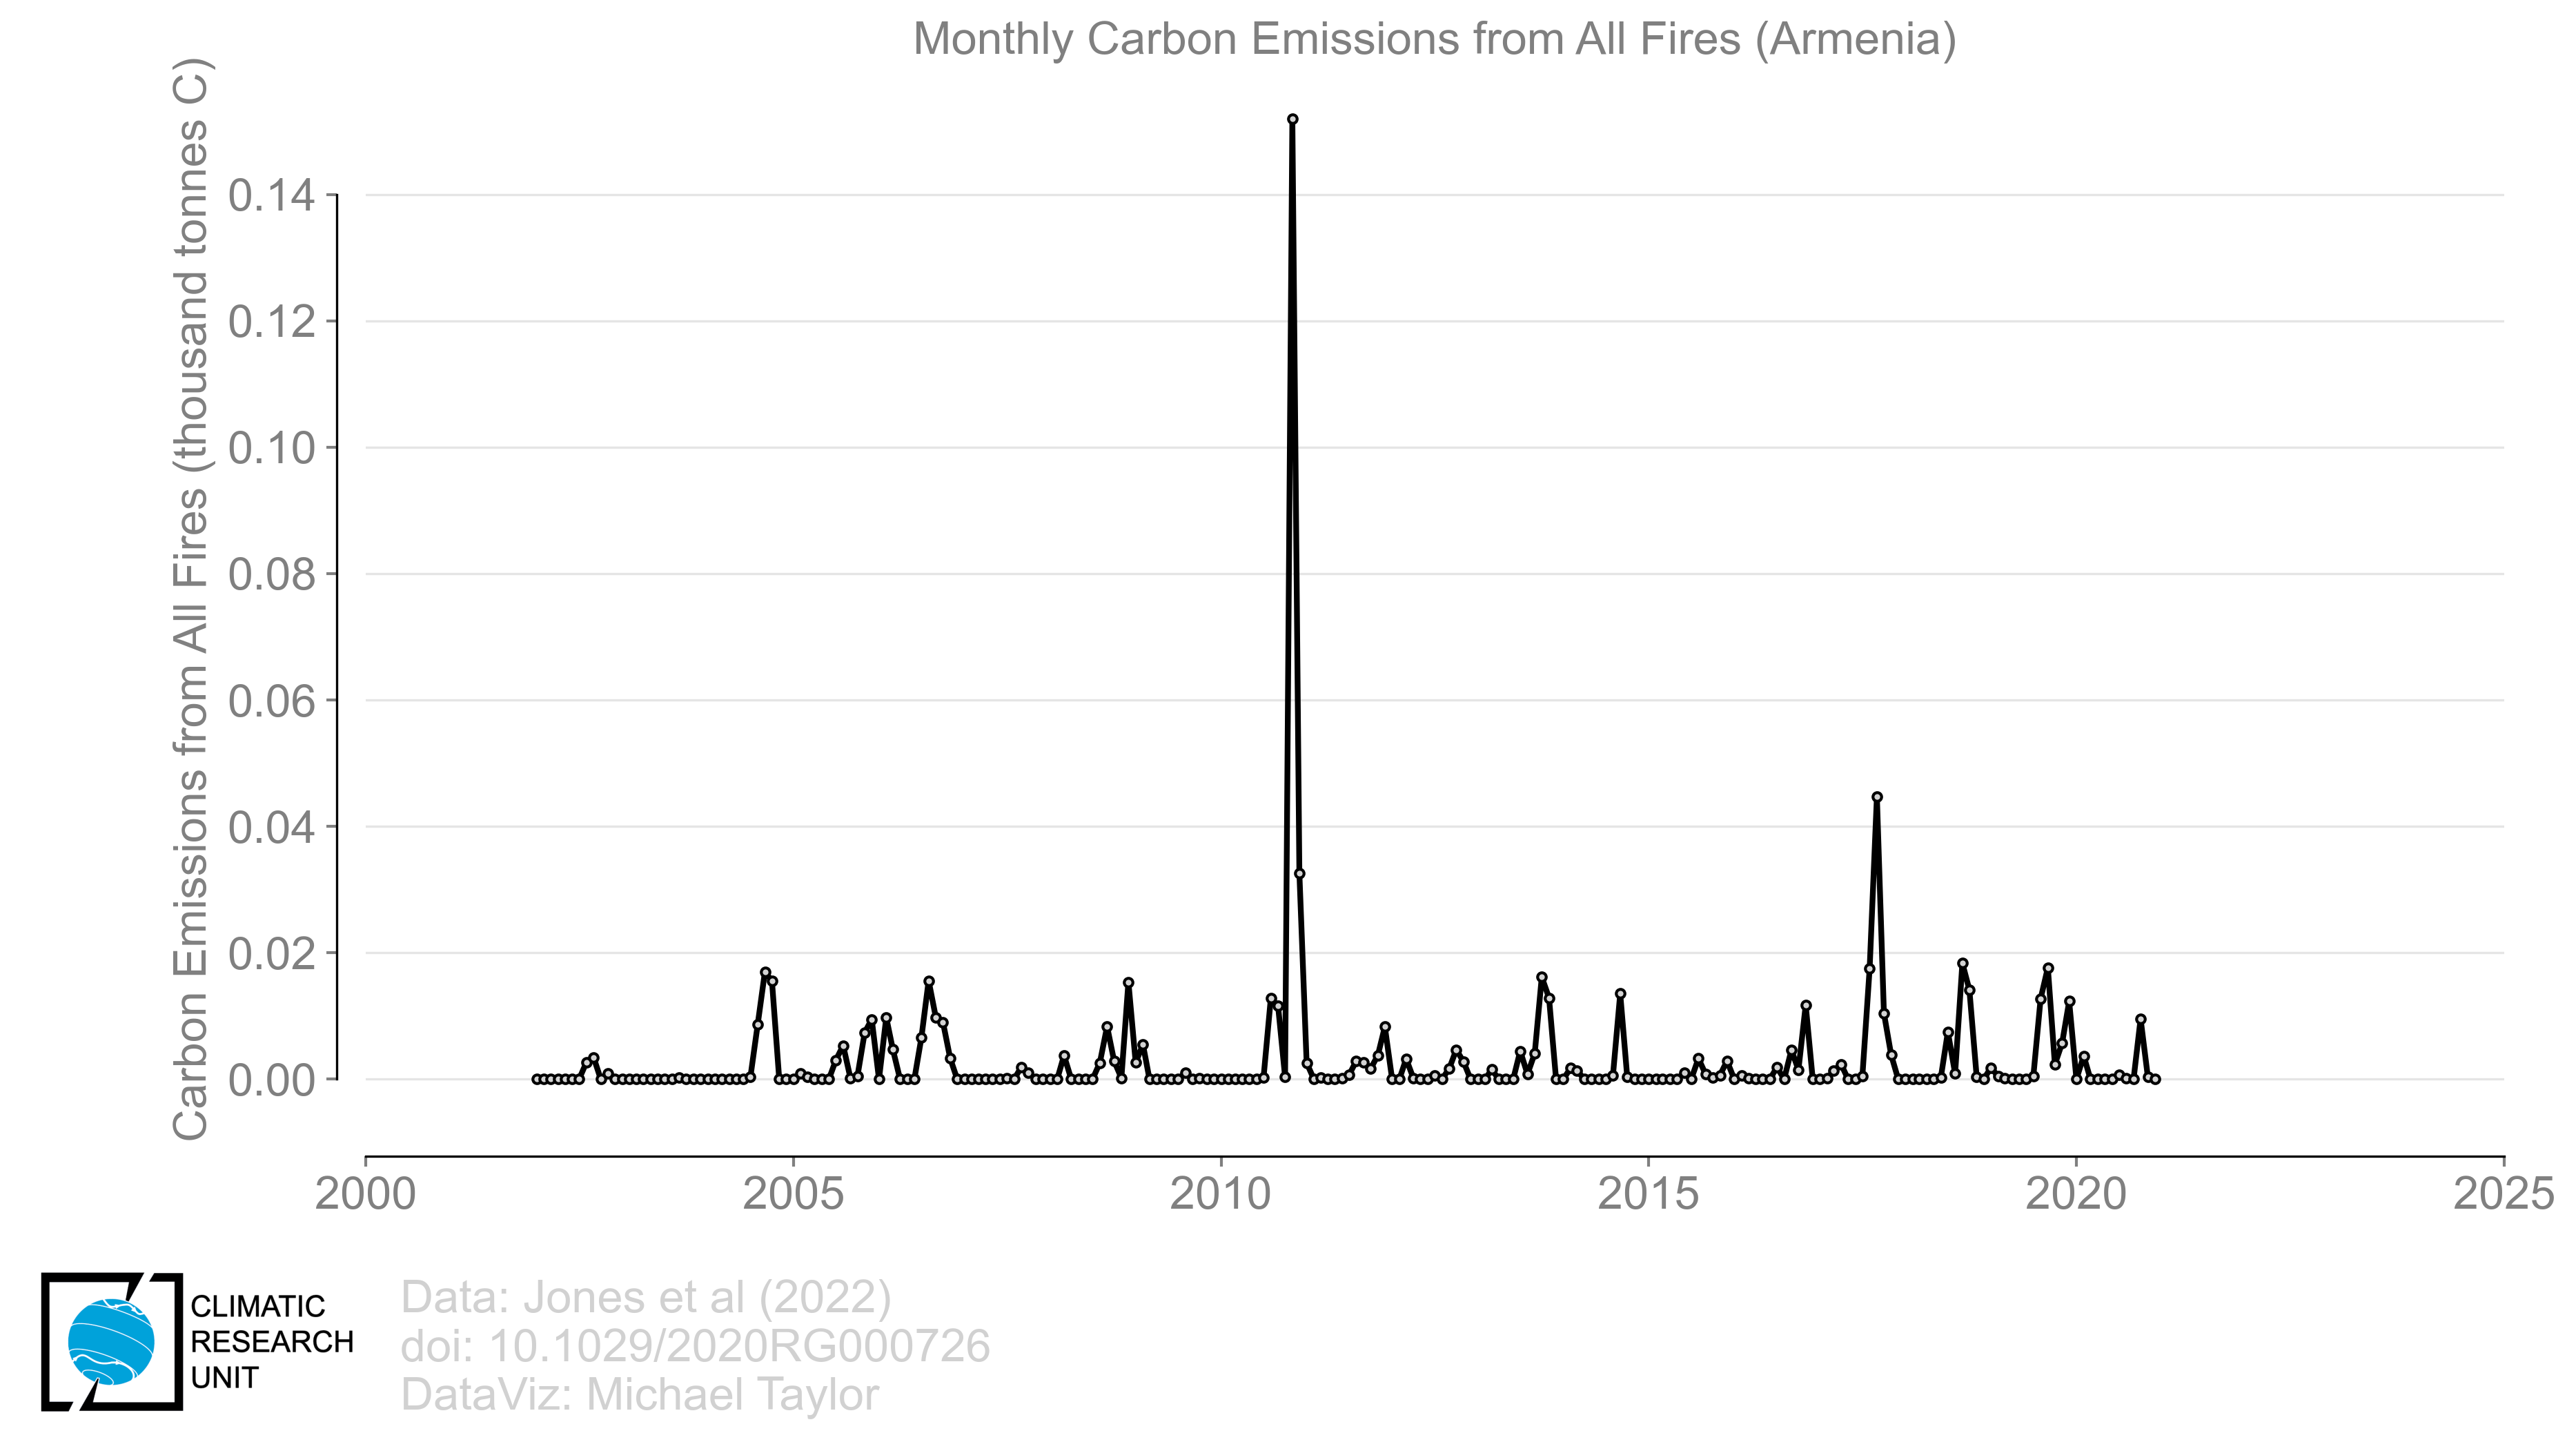 Monthly Carbon Emissions from All Fires (Armenia)
Carbon Emissions from All Fires (thousand tonnes C)
0.14
0.12
0.10
0.08
0.06
0.04
0.02
0.00
2000
2005
2010
2015
2020
2025
CLIMATIC
RESEARCH
UNIT
Data: Jones et al (2022)
doi: 10.1029/2020RG000726
DataViz: Michael Taylor